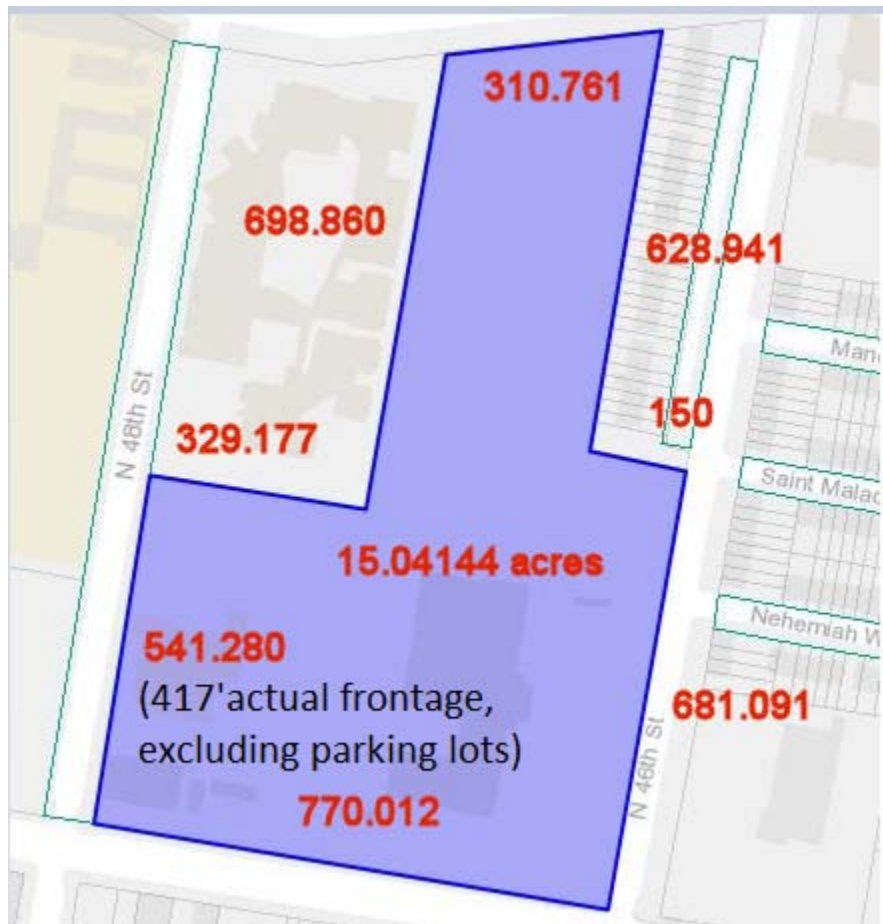 310.761
698.860
628.941
Mano
N 48th St
150
329.177
Saint Malac
15.04144 acres
Nehemiah W
541.280
(417'actual frontage,
excluding parking lots)
681.091
N 46th St
770.012